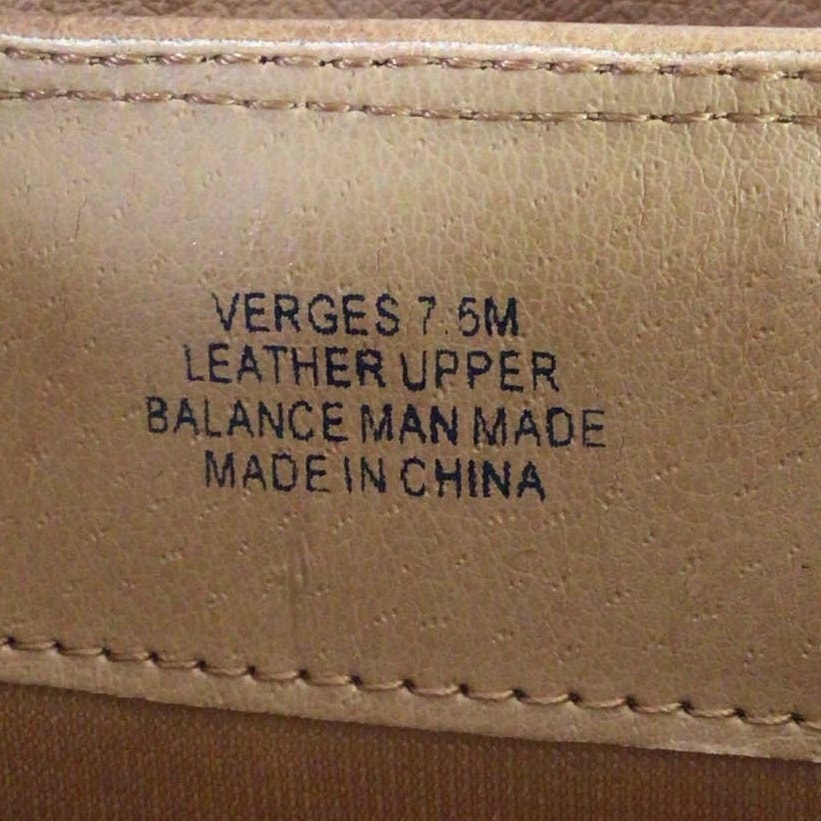 VERGES 7.5M
LEATHER UPPER
BALANCE MAN MADE
MADE IN CHINA